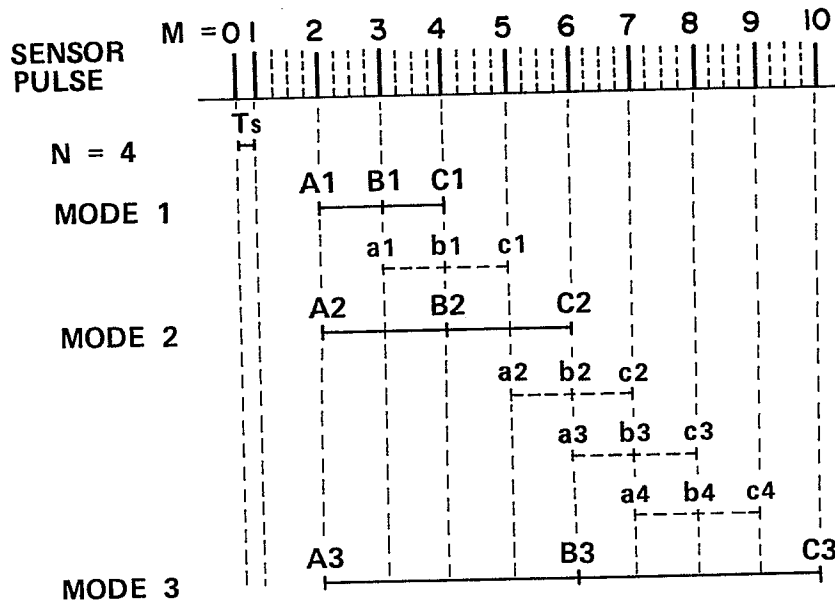 M = 0 1 2 3 4 5 6 7 8 9 10
SENSOR
PULSE
Ts
N = 4
A1 B1 C1
MODE 1
a1 b1 c1
A2 B2 C2
MODE 2
a2 b2 c2
a3 b3 c3
a4 b4 c4
A3 B3 C3
MODE 3